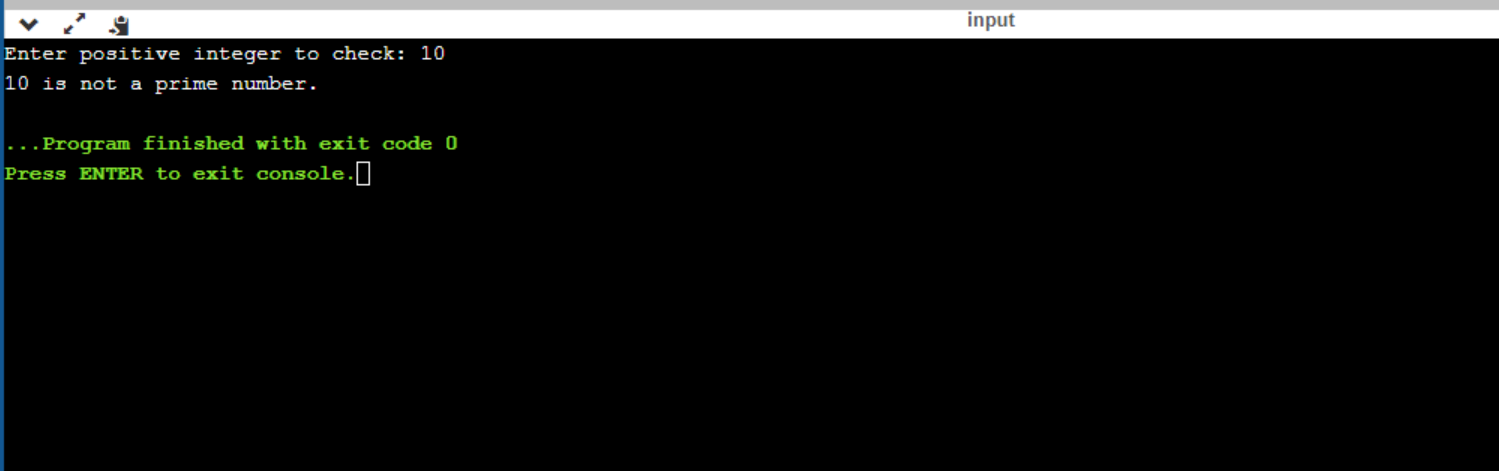 input
Enter positive integer to check: 10
10 is not a prime number.
...Program finished with exit code 0
Press ENTER to exit console.